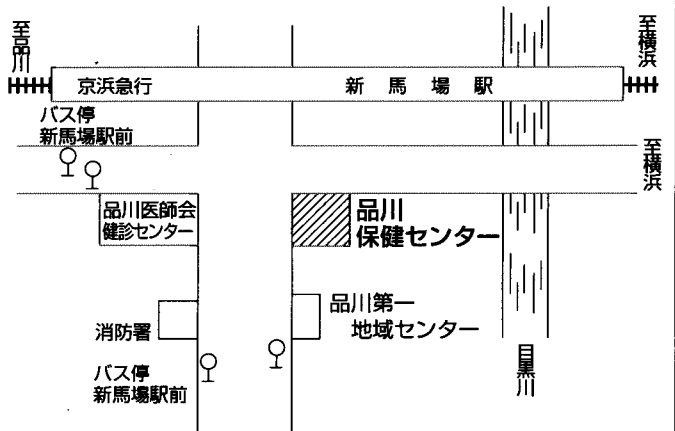 至品川
至横浜
京浜急行
新馬場駅
バス停
新馬場駅前
至横浜
品川医師会
健診センター
品川
保健センター
消防署
品川第一
地域センター
バス停
新馬場駅前
目黒川